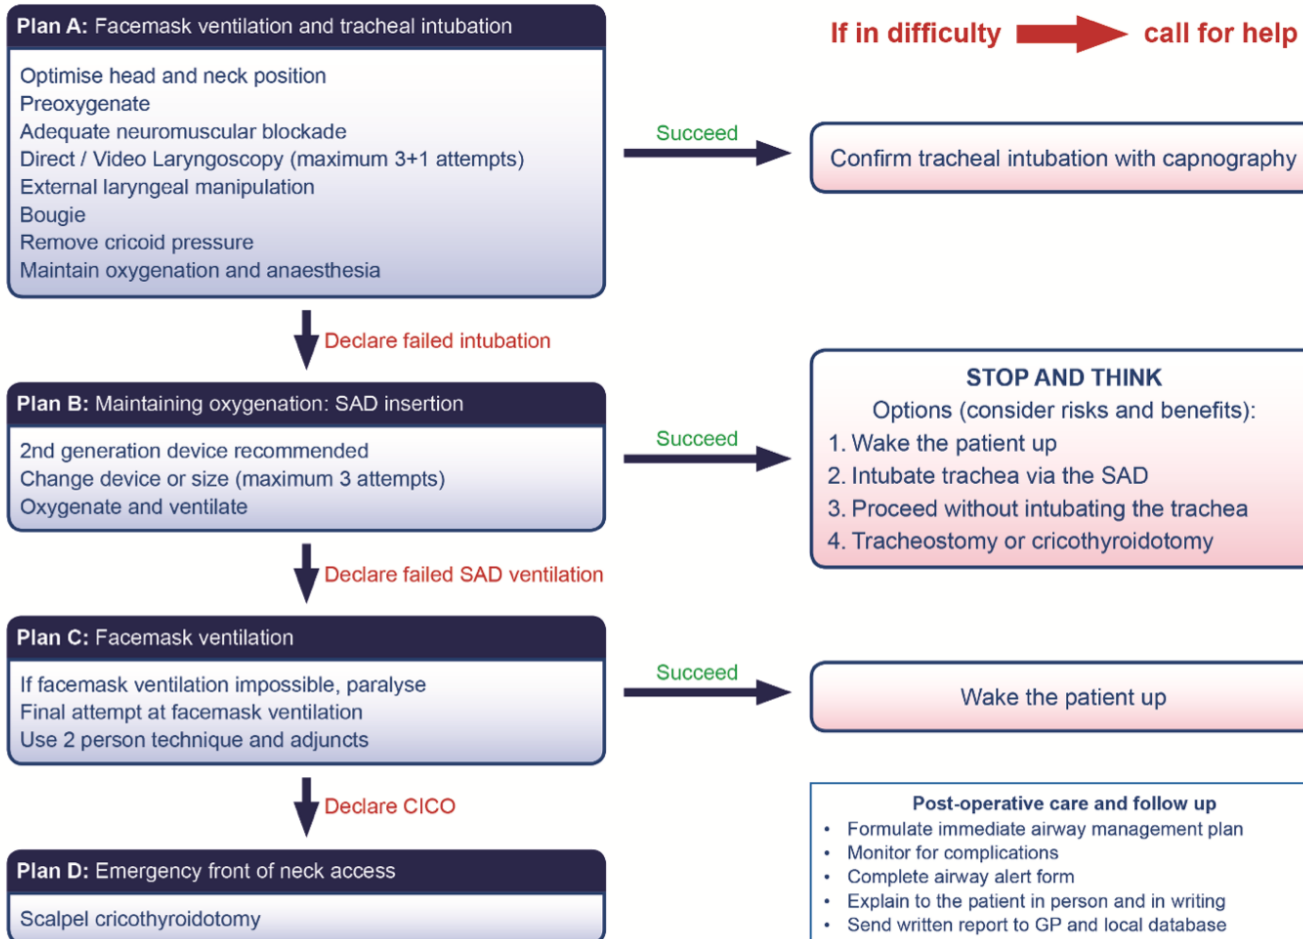 Plan A: Facemask ventilation and tracheal intubation
Optimise head and neck position
Preoxygenate
Adequate neuromuscular blockade
Direct / Video Laryngoscopy (maximum 3+1 attempts)
External laryngeal manipulation
Bougie
Remove cricoid pressure
Maintain oxygenation and anaesthesia
If in difficulty call for help
Succeed
Confirm tracheal intubation with capnography
Declare failed intubation
Plan B: Maintaining oxygenation: SAD insertion
2nd generation device recommended
Change device or size (maximum 3 attempts)
Oxygenate and ventilate
Succeed
STOP AND THINK
Options (consider risks and benefits):
1. Wake the patient up
2. Intubate trachea via the SAD
3. Proceed without intubating the trachea
4. Tracheostomy or cricothyroidotomy
Declare failed SAD ventilation
Plan C: Facemask ventilation
If facemask ventilation impossible, paralyse
Final attempt at facemask ventilation
Use 2 person technique and adjuncts
Succeed
Wake the patient up
Declare CICO
Plan D: Emergency front of neck access
Scalpel cricothyroidotomy
Post-operative care and follow up
• Formulate immediate airway management plan
• Monitor for complications
• Complete airway alert form
• Explain to the patient in person and in writing
• Send written report to GP and local database